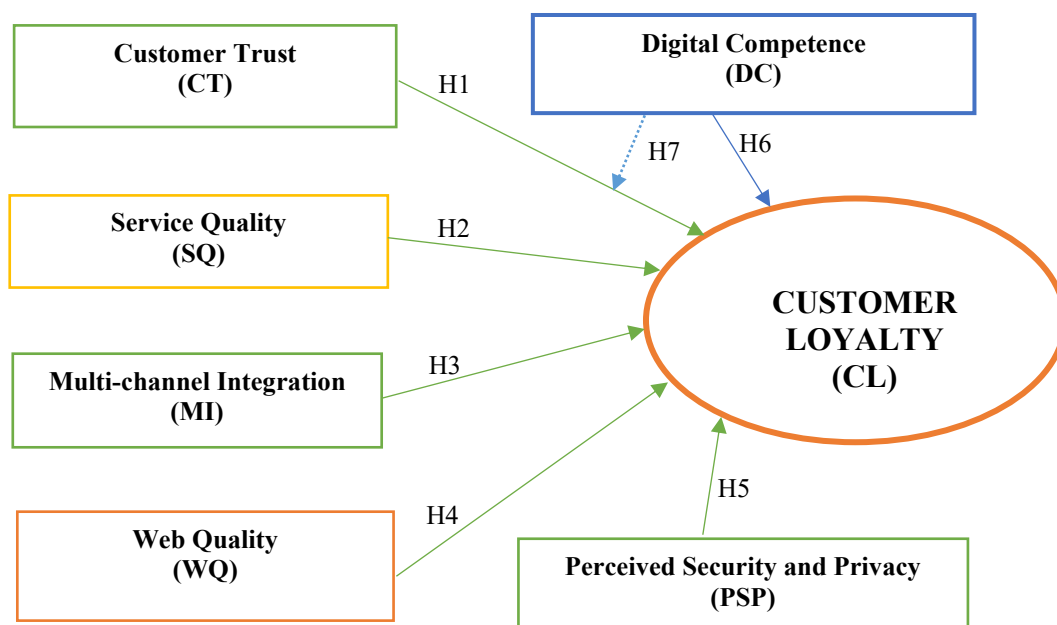 Customer Trust
(CT)
Digital Competence
(DC)
H1
H7
H6
Service Quality
(SQ)
H2
CUSTOMER
LOYALTY
(CL)
Multi-channel Integration
(MI)
H3
Web Quality
(WQ)
H4
H5
Perceived Security and Privacy
(PSP)